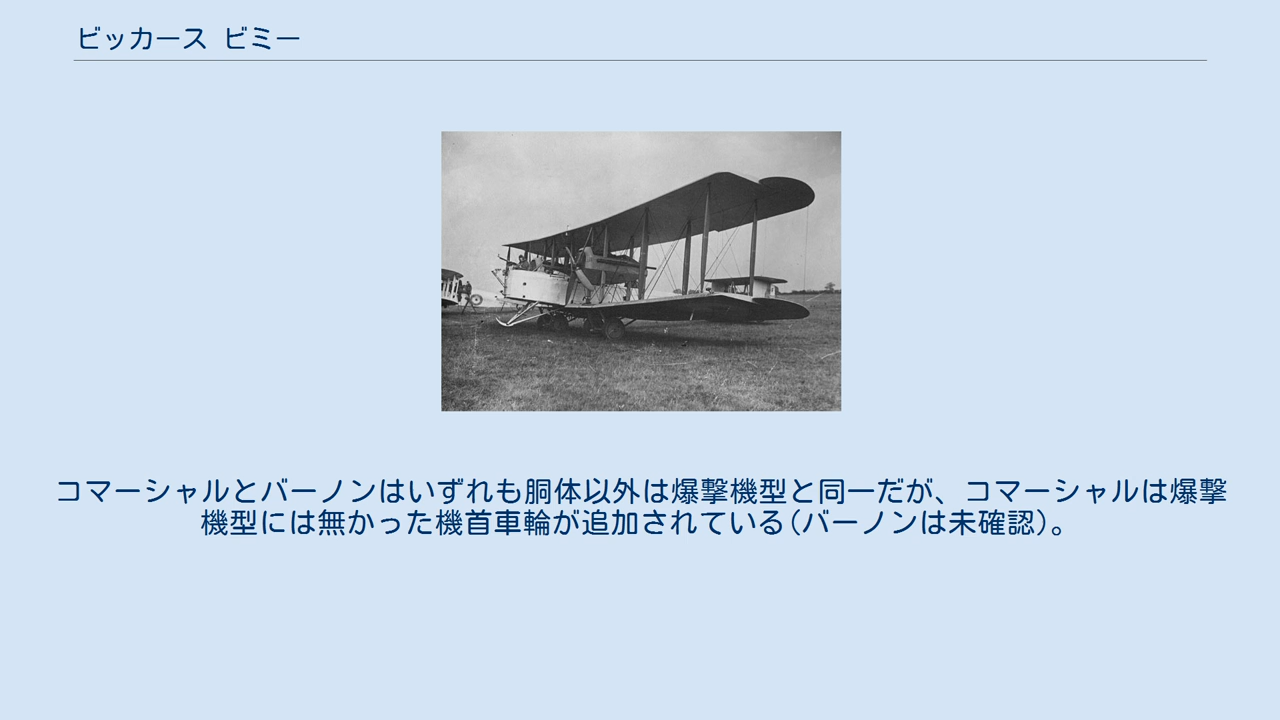 ビッカース ビミー
コマーシャルとバーノンはいずれも胴体以外は爆撃機型と同一だが、コマーシャルは爆撃
機型には無かった機首車輪が追加されている(バーノンは未確認)。